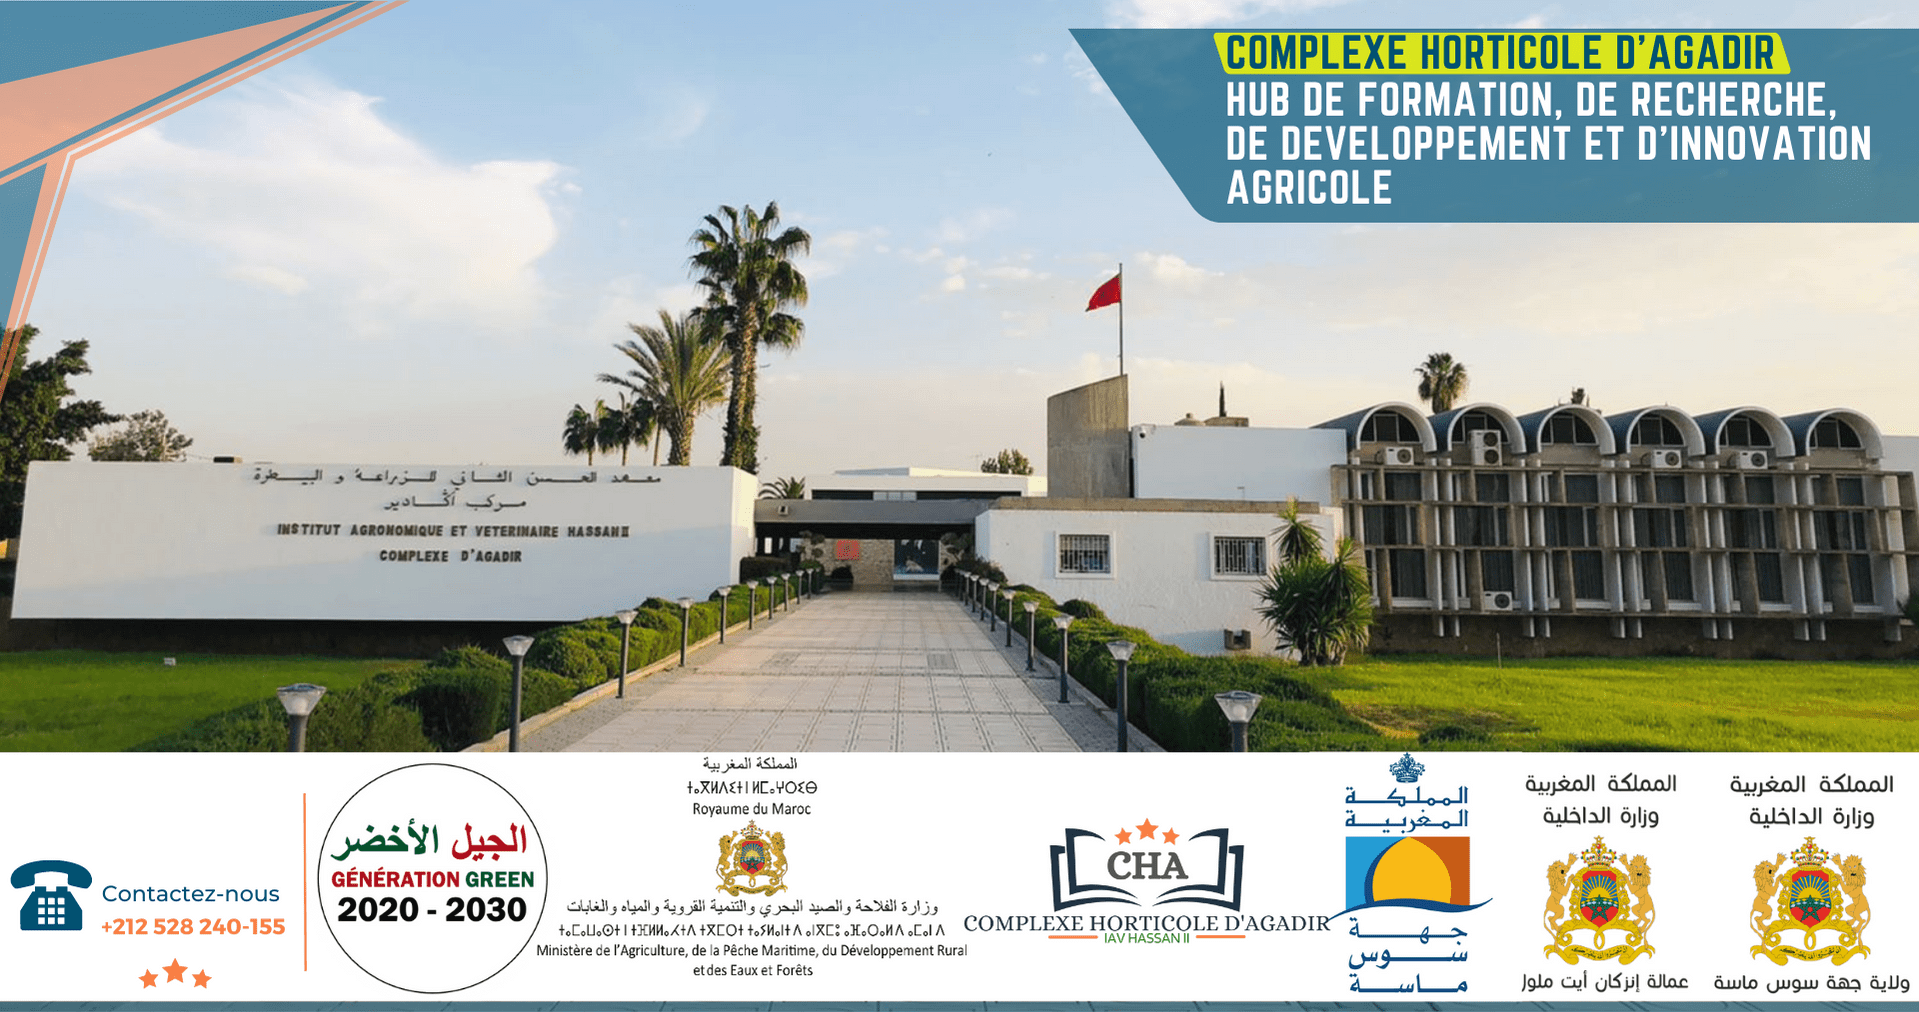 COMPLEXE HORTICOLE D'AGADIR
HUB DE FORMATION, DE RECHERCHE,
DE DEVELOPPEMENT ET D'INNOVATION
AGRICOLE
معهد الحسن الثاني للزراعة و البيطرة
مركب أكادير
INSTITUT AGRONOMIQUE ET VETERINAIRE HASSAN II
COMPLEXE D'AGADIR
Contactez-nous
+212 528 240-155
الجيل الأخضر
GÉNÉRATION GREEN
2020 - 2030
المملكة المغربية
ⵜⴰⴳⵍⴷⵉⵜ ⵏ ⵍⵎⴰⵖⵔⵉⴱ
Royaume du Maroc
وزارة الفلاحة والصيد البحري والتنمية القروية والمياه والغابات
Ministère de l'Agriculture, de la Pêche Maritime, du Développement Rural
et des Eaux et Forêts
CHA
COMPLEXE HORTICOLE D'AGADIR
IAV HASSAN II
المملكة
المغربية
جهة
سوس
ماسة
المملكة المغربية
وزارة الداخلية
عمالة إنزكان أيت ملول
المملكة المغربية
وزارة الداخلية
ولاية جهة سوس ماسة